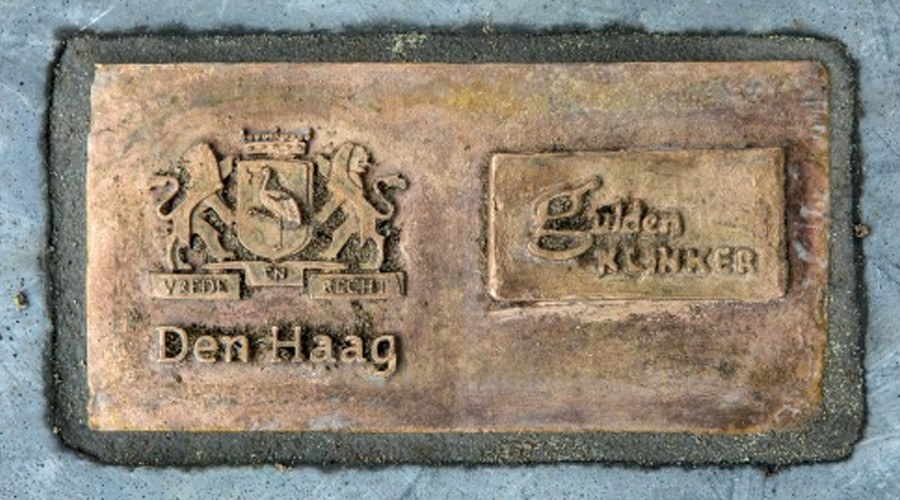 VREDE EN RECHT
Den Haag
gulden
KLINKER